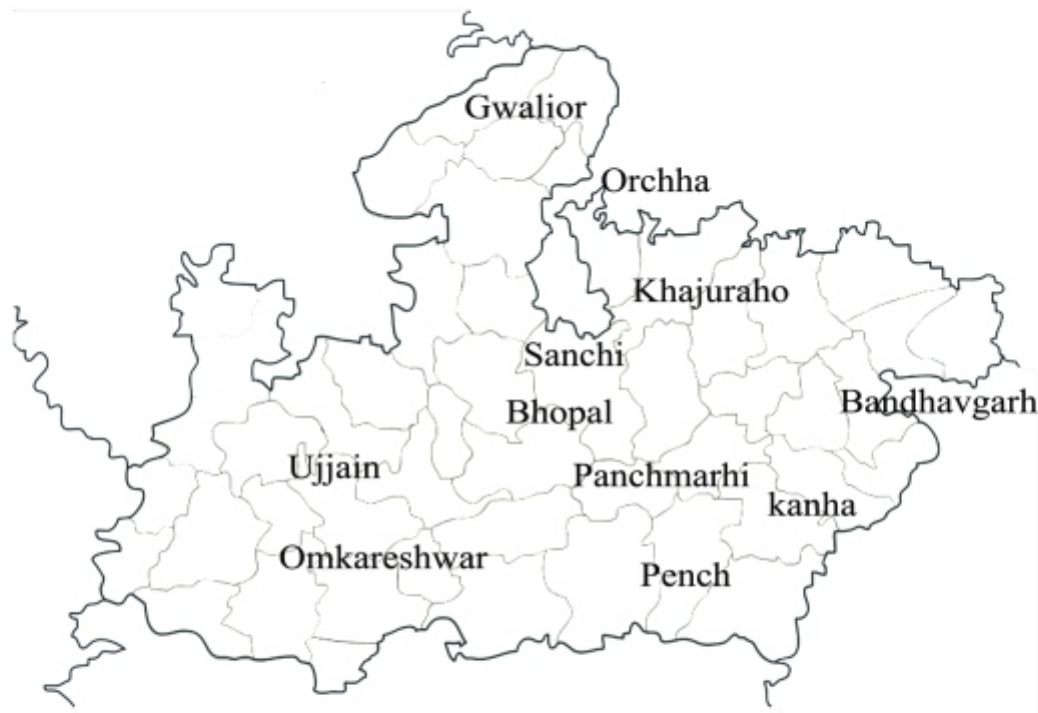 Gwalior
Orchha
Khajuraho
Sanchi
Bandhavgarh
Bhopal
Ujjain
Panchmarhi
kanha
Omkareshwar
Pench